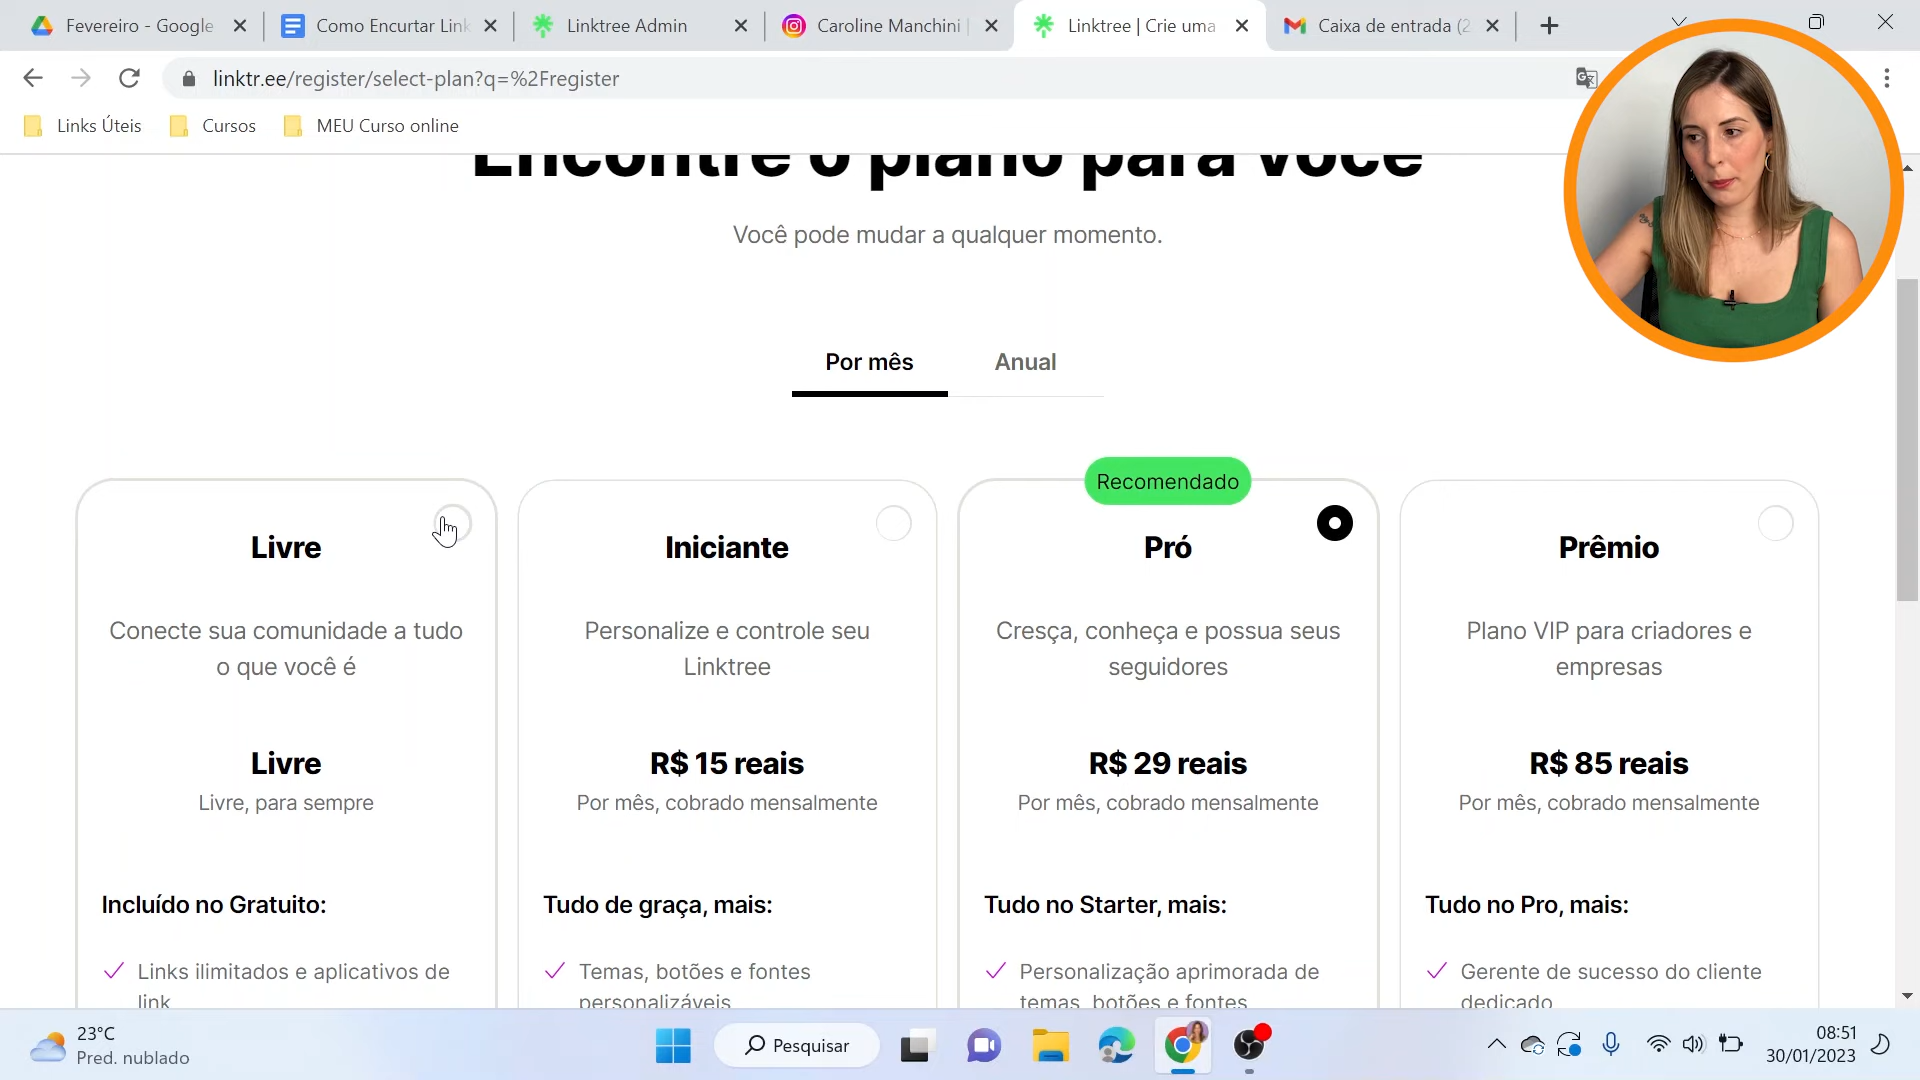 Fevereiro - Google
Como Encurtar Link
Linktree Admin
Caroline Manchini |
Linktree | Crie uma
Caixa de entrada (2
linktr.ee/register/select-plan?q=%2Fregister
Links Úteis
Cursos
MEU Curso online
Encontre o plano para você
Você pode mudar a qualquer momento.
Por mês
Anual
Recomendado
Livre
Conecte sua comunidade a tudo
o que você é
Livre
Livre, para sempre
Incluído no Gratuito:
Links ilimitados e aplicativos de
link
Iniciante
Personalize e controle seu
Linktree
R$ 15 reais
Por mês, cobrado mensalmente
Tudo de graça, mais:
Temas, botões e fontes
personalizáveis
Pró
Cresça, conheça e possua seus
seguidores
R$ 29 reais
Por mês, cobrado mensalmente
Tudo no Starter, mais:
Personalização aprimorada de
temas, botões e fontes
Prêmio
Plano VIP para criadores e
empresas
R$ 85 reais
Por mês, cobrado mensalmente
Tudo no Pro, mais:
Gerente de sucesso do cliente
dedicado
23°C
Pred. nublado
Pesquisar
08:51
30/01/2023